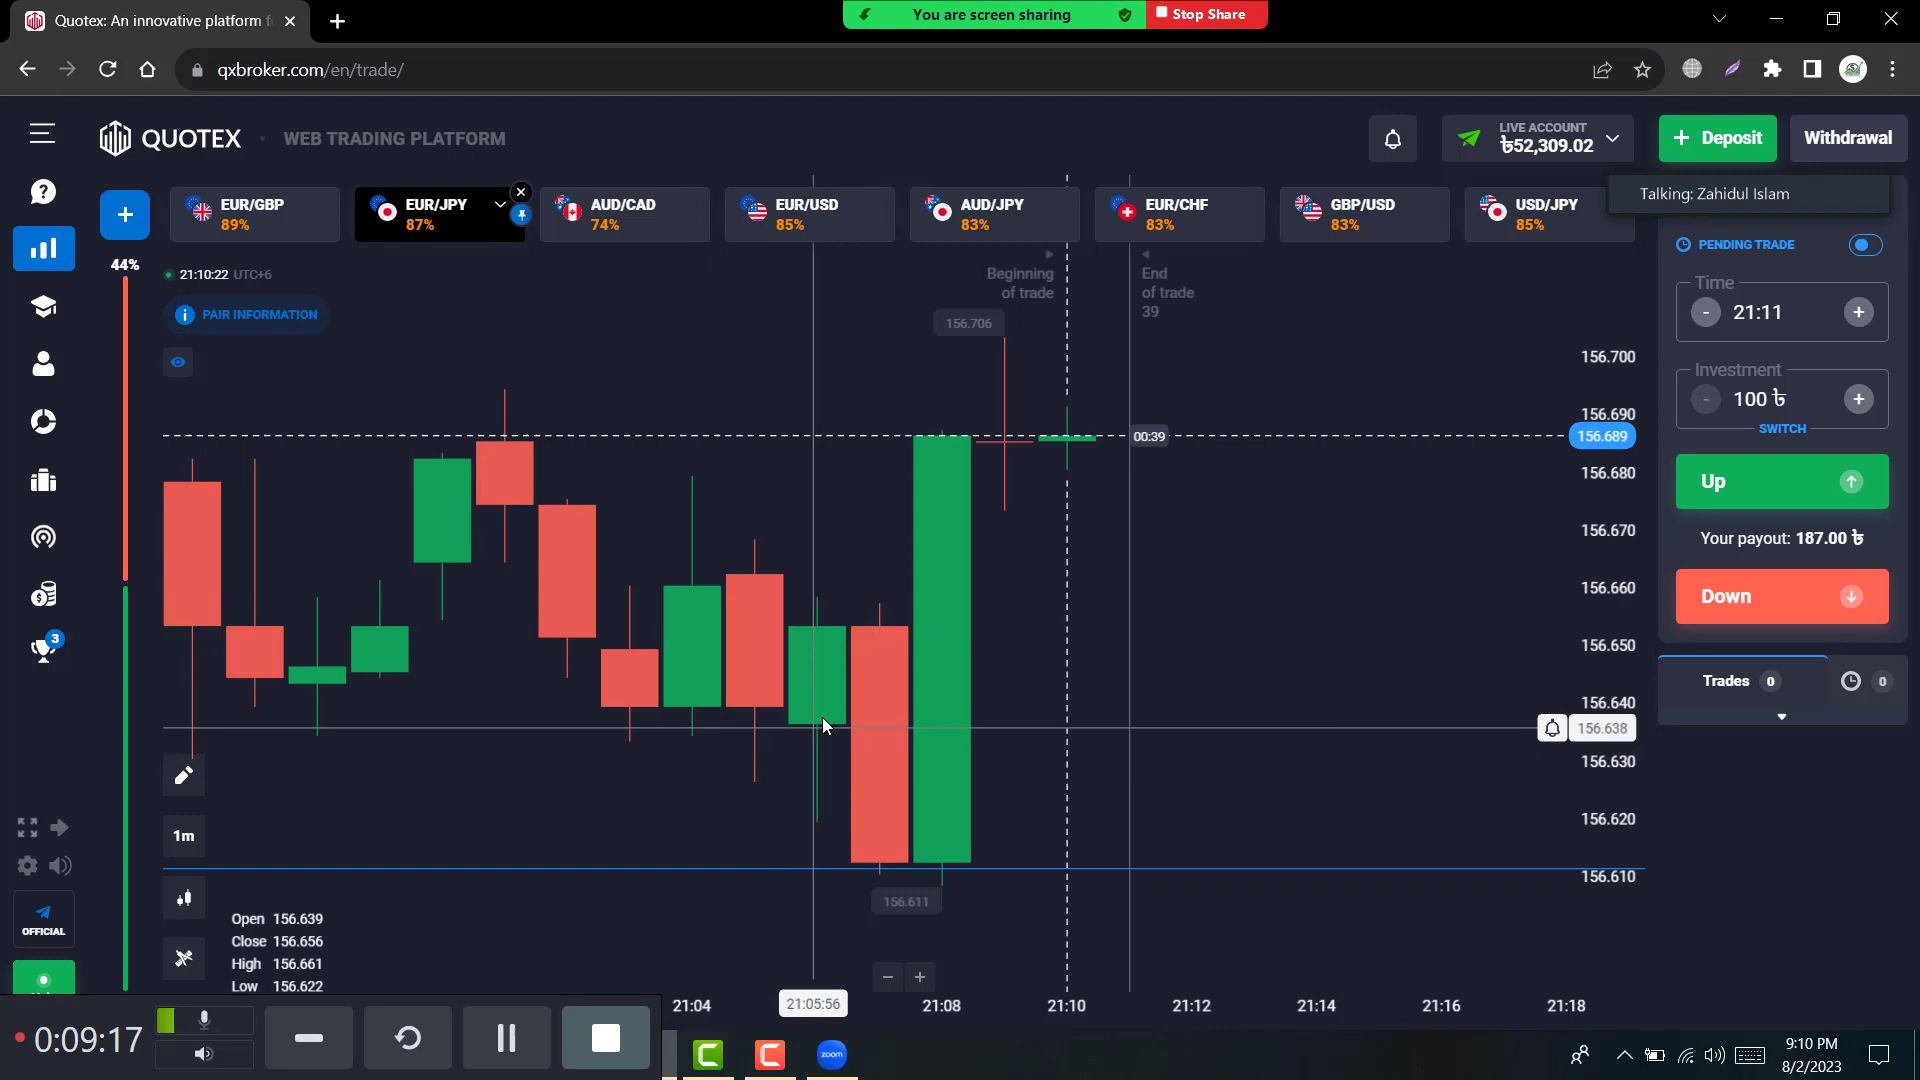 Quotex: An innovative platform f
You are screen sharing
Stop Share
qxbroker.com/en/trade/
QUOTEX
WEB TRADING PLATFORM
LIVE ACCOUNT
৳52,309.02
+ Deposit
Withdrawal
Talking: Zahidul Islam
EUR/GBP
89%
EUR/JPY
87%
AUD/CAD
74%
EUR/USD
85%
AUD/JPY
83%
EUR/CHF
83%
GBP/USD
83%
USD/JPY
85%
44%
21:10:22 UTC+6
PAIR INFORMATION
Beginning
of trade
End
of trade
39
156.706
156.700
156.690
156.689
00:39
156.680
156.670
156.660
156.650
156.640
156.638
156.630
156.620
156.610
156.611
PENDING TRADE
Time
- 21:11 +
Investment
- 100 ৳ +
SWITCH
Up
Your payout: 187.00 ৳
Down
Trades 0
0
3
1m
OFFICIAL
Open 156.639
Close 156.656
High 156.661
Low 156.622
21:04
21:05:56
21:08
21:10
21:12
21:14
21:16
21:18
0:09:17
zoom
9:10 PM
8/2/2023